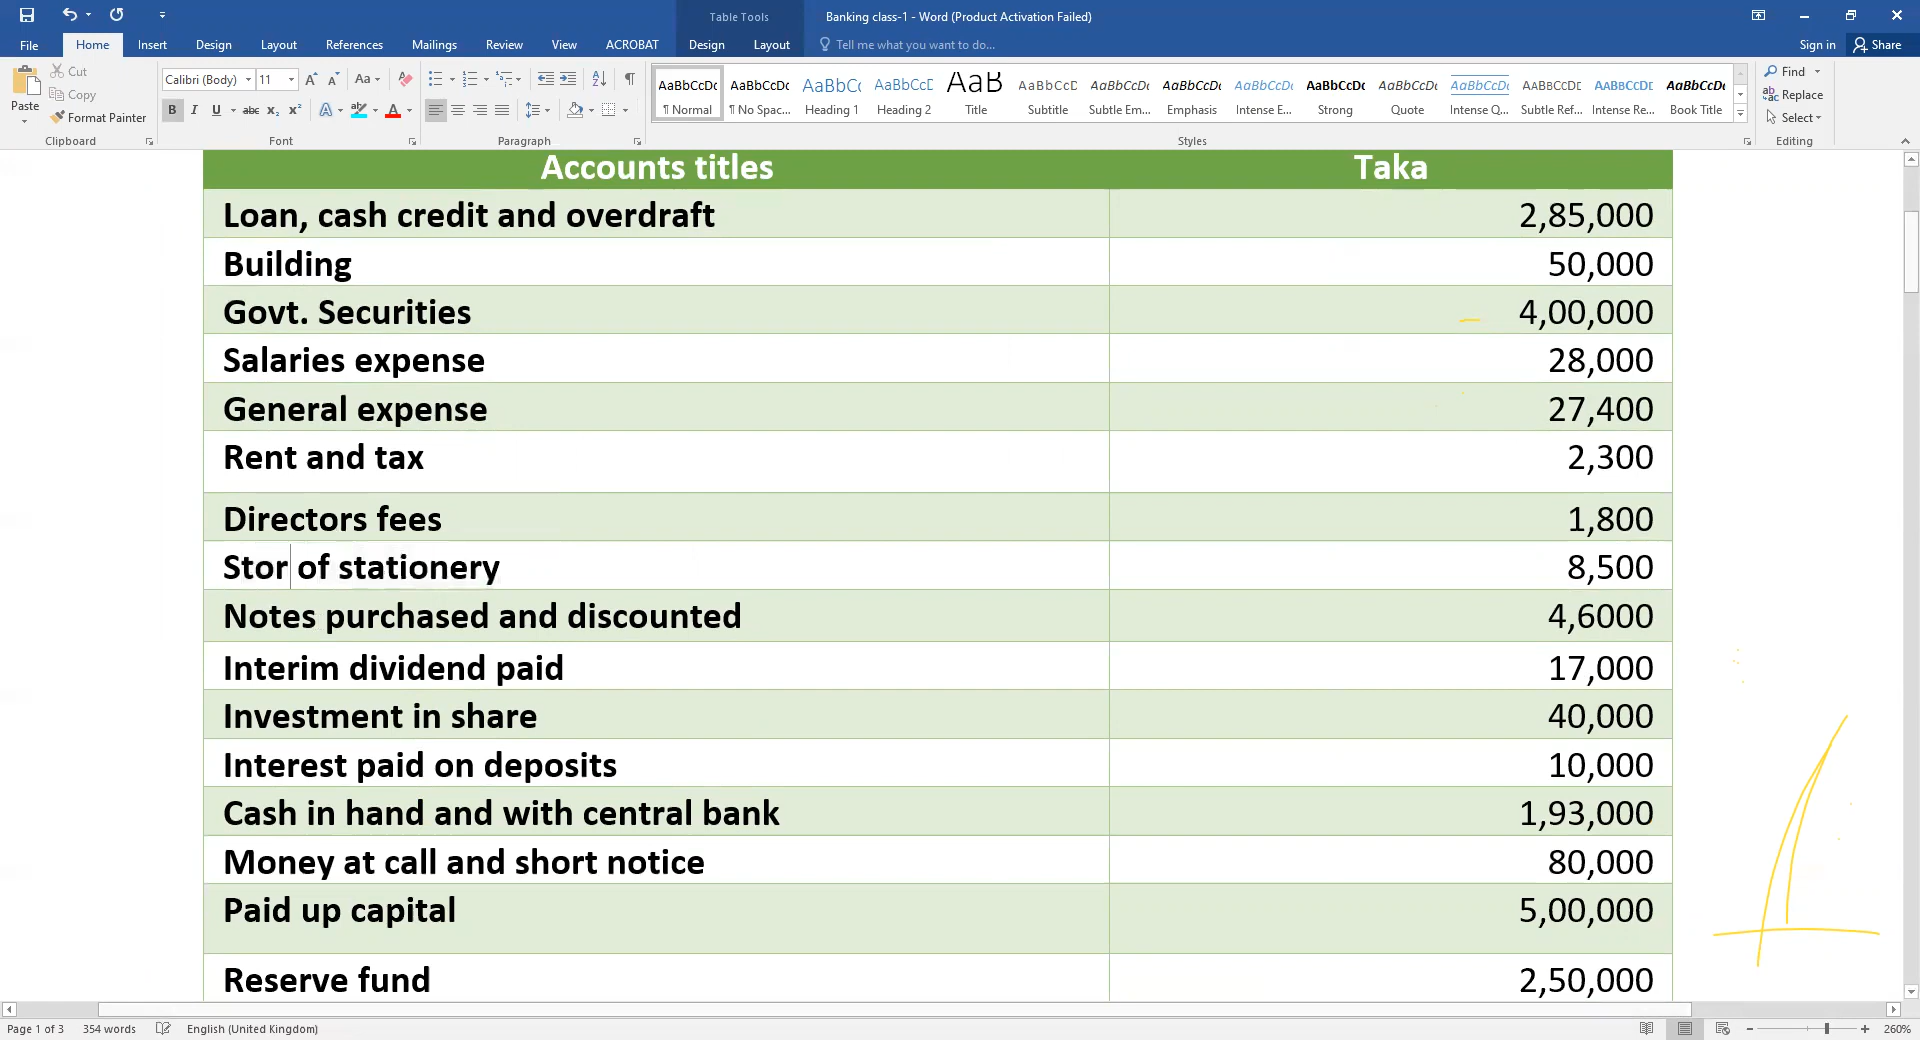 Table Tools
Banking class-1 - Word (Product Activation Failed)
File Home Insert Design Layout References Mailings Review View ACROBAT Design Layout Tell me what you want to do... Sign in Share
Paste Cut Copy Format Painter
Clipboard
Calibri (Body) 11 Aa
B I U abc x₂ x² A A
Font
Paragraph
AaBbCcDc AaBbCcDc AaBbCc AaBbCcD AaB AaBbCcD AaBbCcDc AaBbCcDc AaBbCcDc AaBbCcDc AaBbCcDc AaBbCcDc AABBCCDD AABBCCDD AaBbCcDc
¶ Normal ¶ No Spac... Heading 1 Heading 2 Title Subtitle Subtle Em... Emphasis Intense E... Strong Quote Intense Q... Subtle Ref... Intense Re... Book Title
Styles
Find
Replace
Select
Editing
Accounts titles Taka
Loan, cash credit and overdraft 2,85,000
Building 50,000
Govt. Securities 4,00,000
Salaries expense 28,000
General expense 27,400
Rent and tax 2,300
Directors fees 1,800
Stor of stationery 8,500
Notes purchased and discounted 4,6000
Interim dividend paid 17,000
Investment in share 40,000
Interest paid on deposits 10,000
Cash in hand and with central bank 1,93,000
Money at call and short notice 80,000
Paid up capital 5,00,000
Reserve fund 2,50,000
Page 1 of 3 354 words English (United Kingdom) 260%